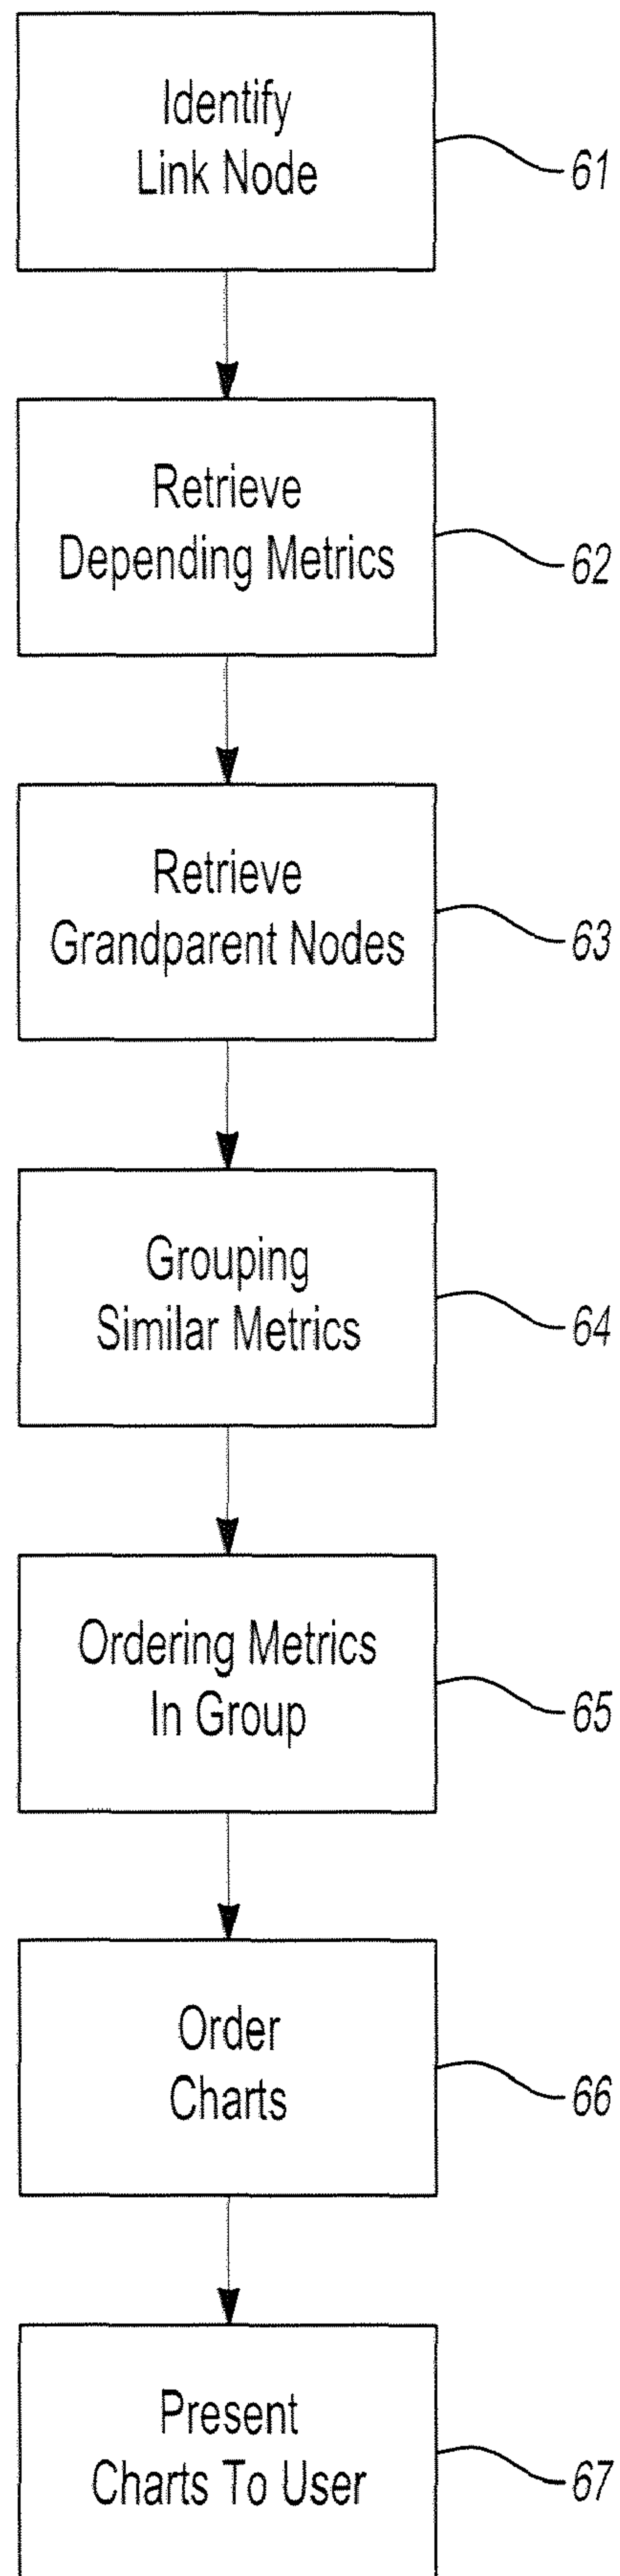 Identify
Link Node
61
Retrieve
Depending Metrics
62
Retrieve
Grandparent Nodes
63
Grouping
Similar Metrics
64
Ordering Metrics
In Group
65
Order
Charts
66
Present
Charts To User
67